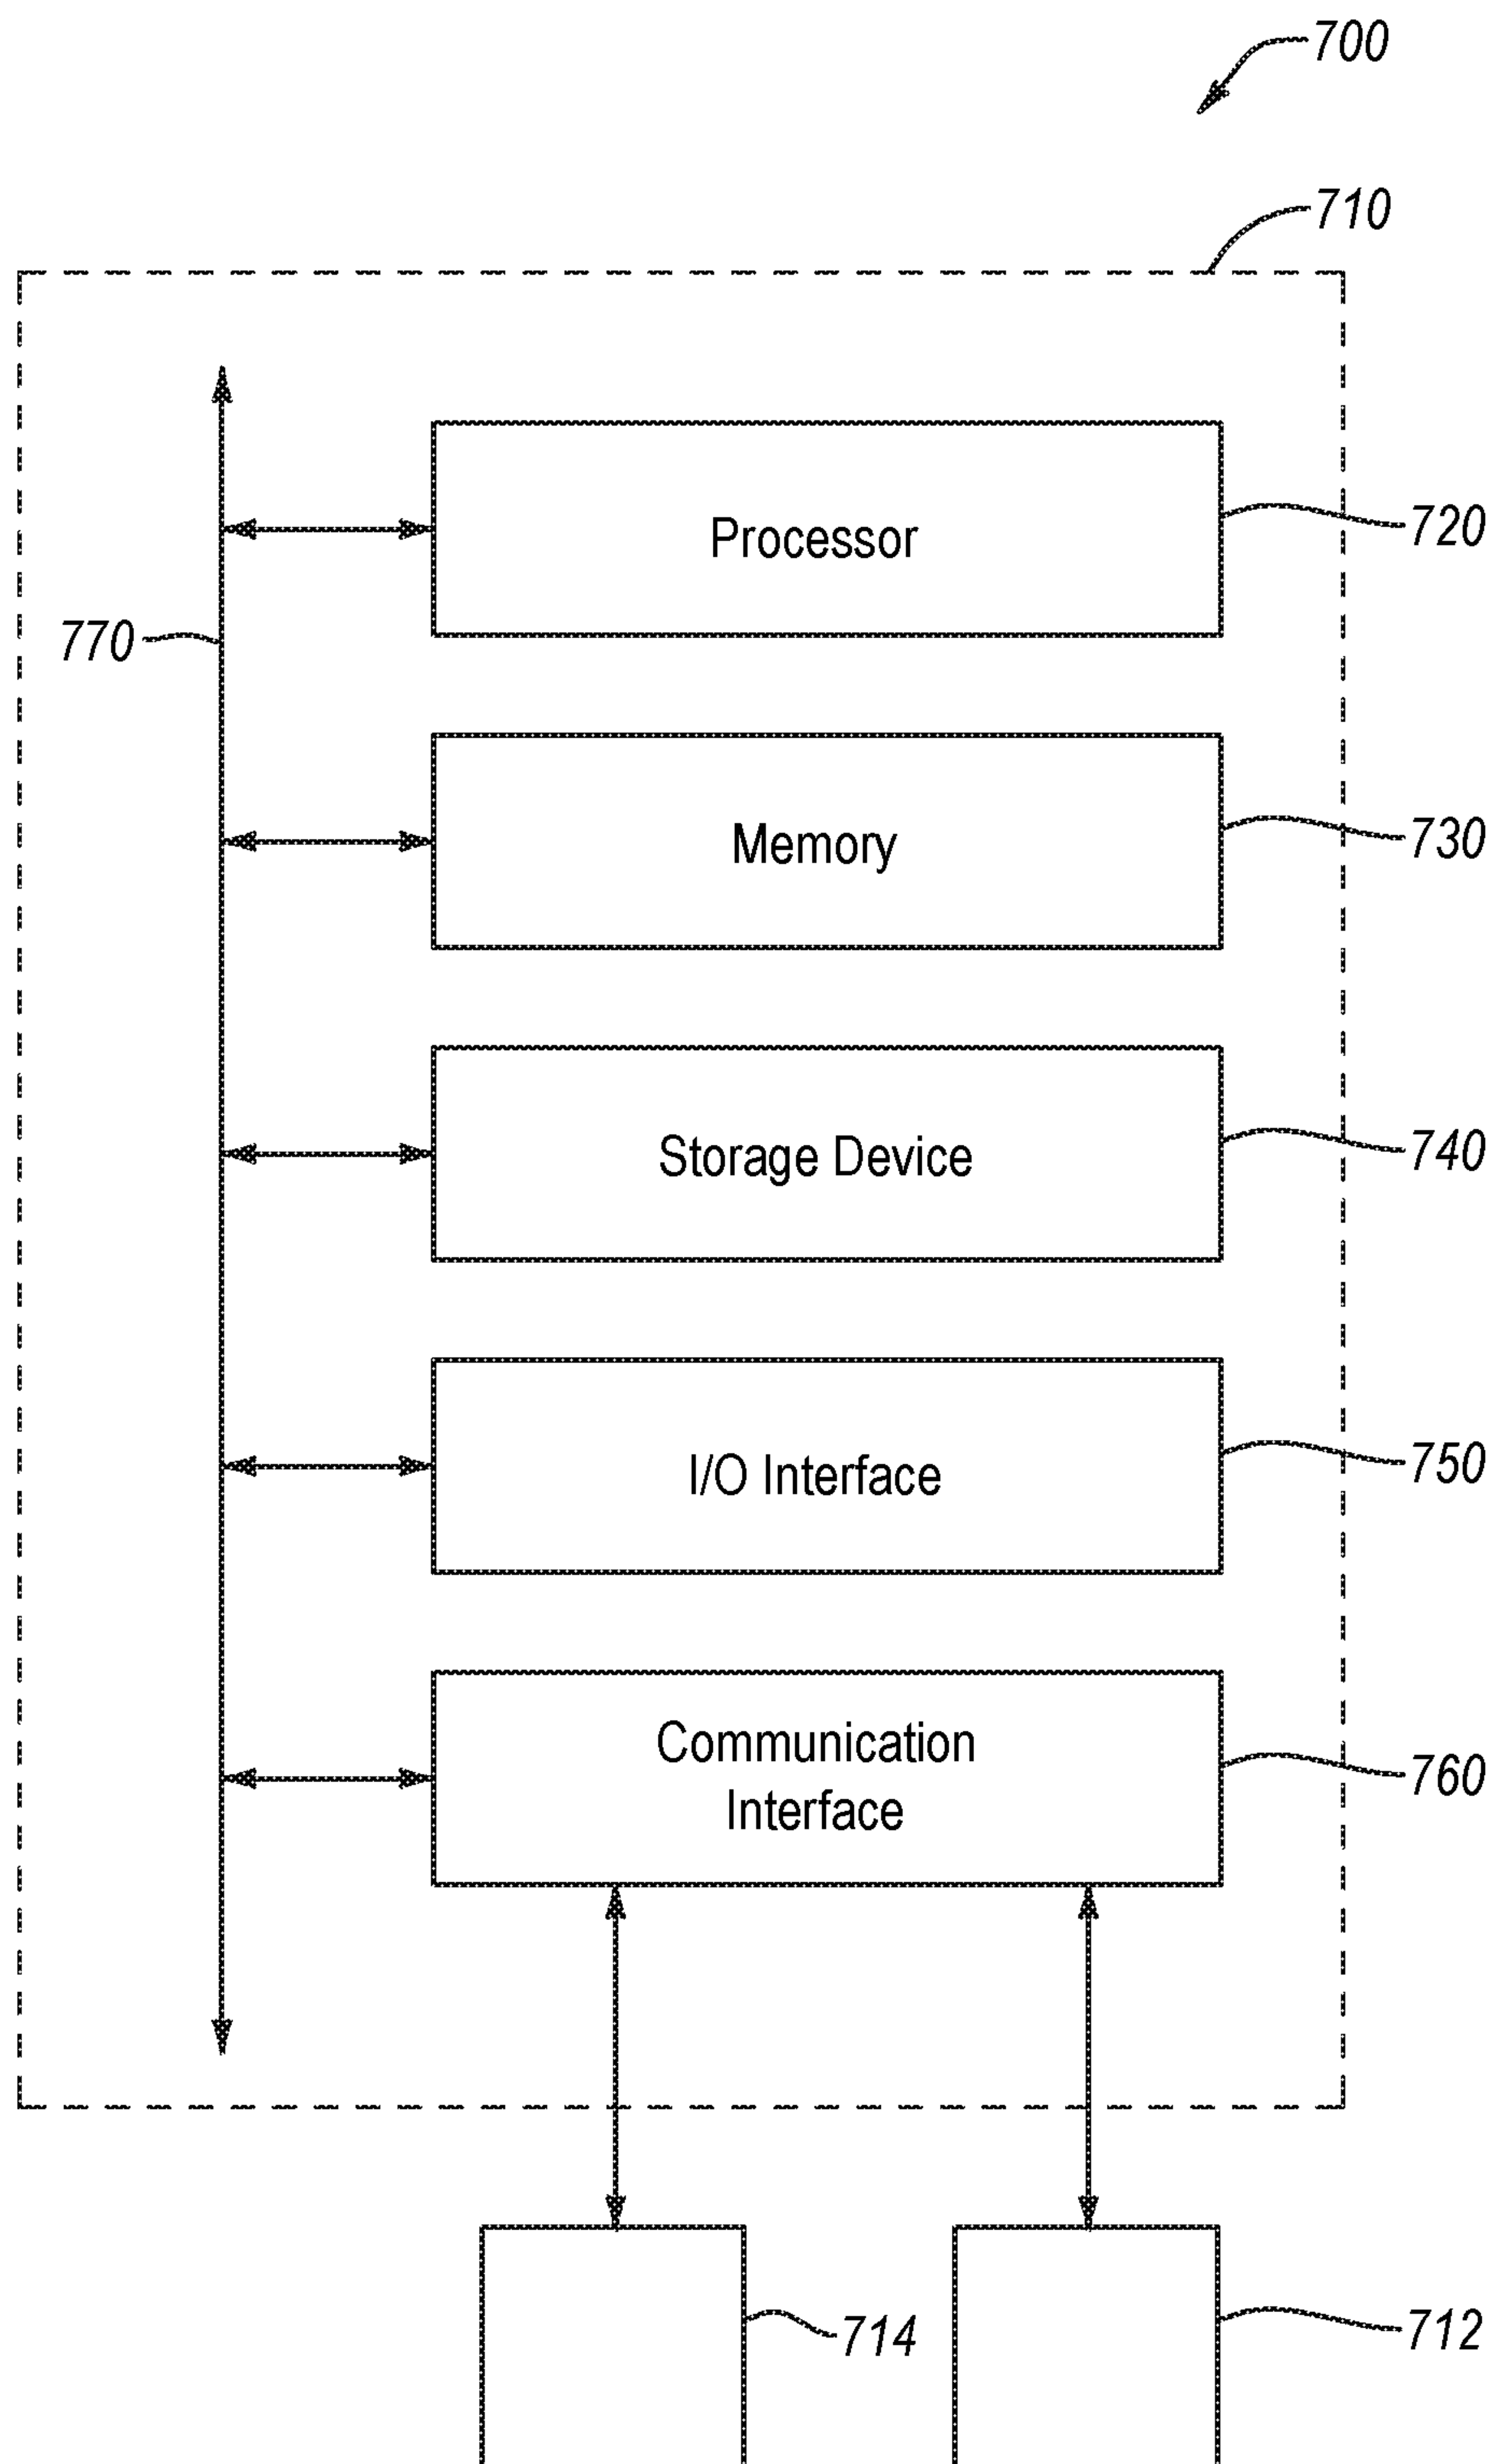 700
710
Processor
720
770
Memory
730
Storage Device
740
I/O Interface
750
Communication
Interface
760
714
712